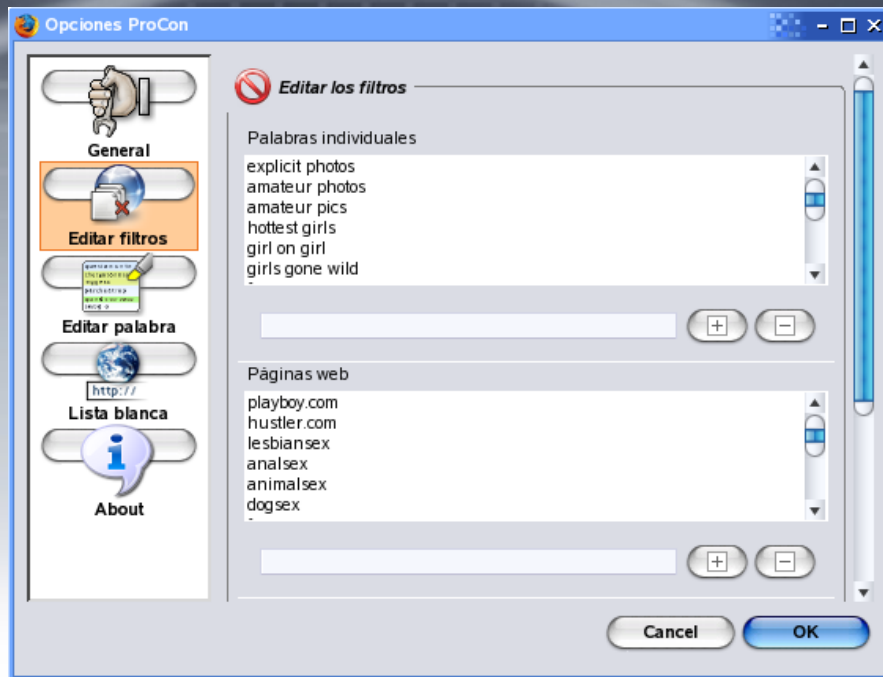 Opciones ProCon
General
Editar filtros
Editar palabra
http://
Lista blanca
About
Editar los filtros
Palabras individuales
explicit photos
amateur photos
amateur pics
hottest girls
girl on girl
girls gone wild
Páginas web
playboy.com
hustler.com
lesbiansex
analsex
animalsex
dogsex
Cancel
OK